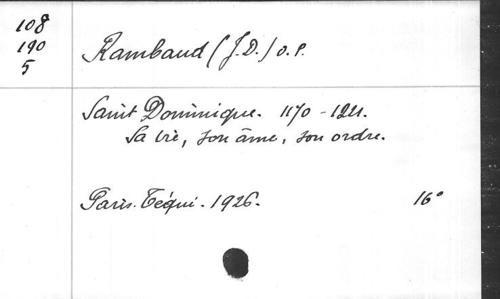 108
190
5
Rambaud (J.D.) O.P.
Saint Dominique. 1170-1221.
Sa vie, son âme, son ordre.
Paris. Téqui. 1926. 16°